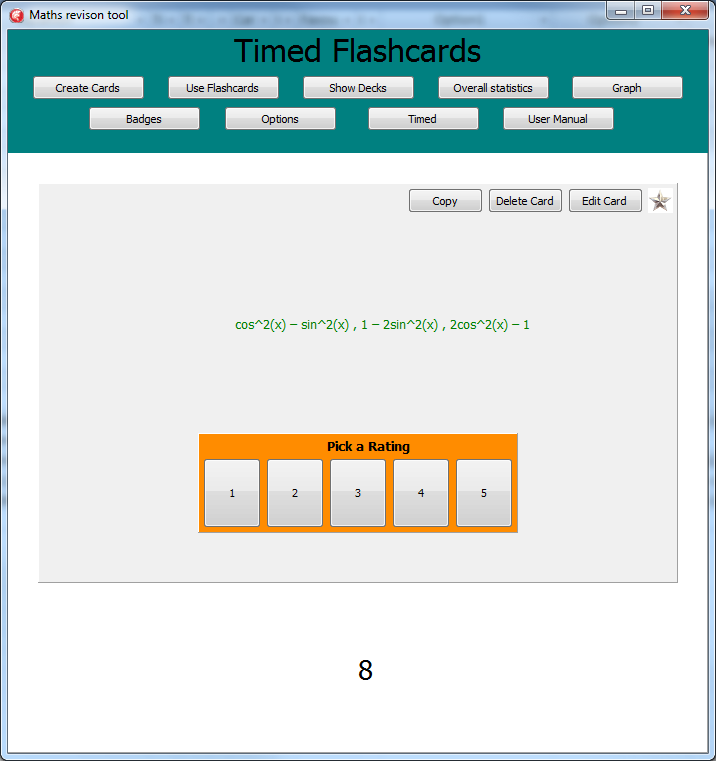 Maths revison tool
Timed Flashcards
Create Cards Use Flashcards Show Decks Overall statistics Graph
Badges Options Timed User Manual
Copy Delete Card Edit Card
cos^2(x) – sin^2(x) , 1 – 2sin^2(x) , 2cos^2(x) – 1
Pick a Rating
1 2 3 4 5
8